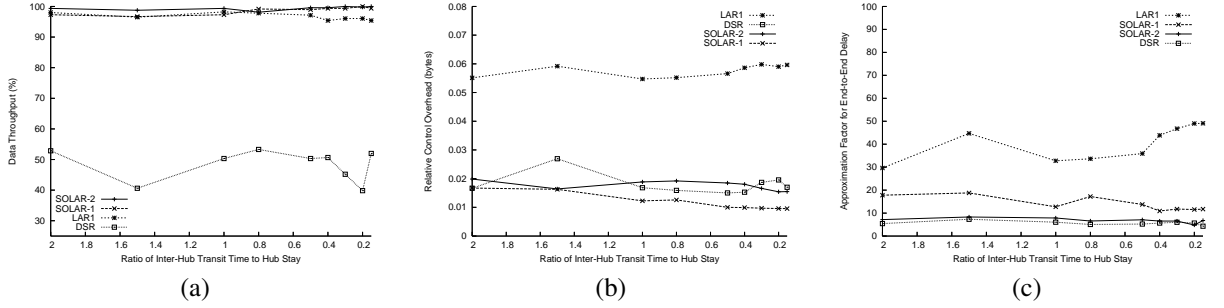 100
90
80
70
60
50
40
30
Data Throughput (%)
SOLAR-2
SOLAR-1
LAR1
DSR
2 1.8 1.6 1.4 1.2 1 0.8 0.6 0.4 0.2
Ratio of Inter-Hub Transit Time to Hub Stay
(a)
0.08
0.07
0.06
0.05
0.04
0.03
0.02
0.01
0
Relative Control Overhead (bytes)
LAR1
DSR
SOLAR-2
SOLAR-1
2 1.8 1.6 1.4 1.2 1 0.8 0.6 0.4 0.2
Ratio of Inter-Hub Transit Time to Hub Stay
(b)
100
90
80
70
60
50
40
30
20
10
0
Approximation Factor for End-to-End Delay
LAR1
SOLAR-1
SOLAR-2
DSR
2 1.8 1.6 1.4 1.2 1 0.8 0.6 0.4 0.2
Ratio of Inter-Hub Transit Time to Hub Stay
(c)